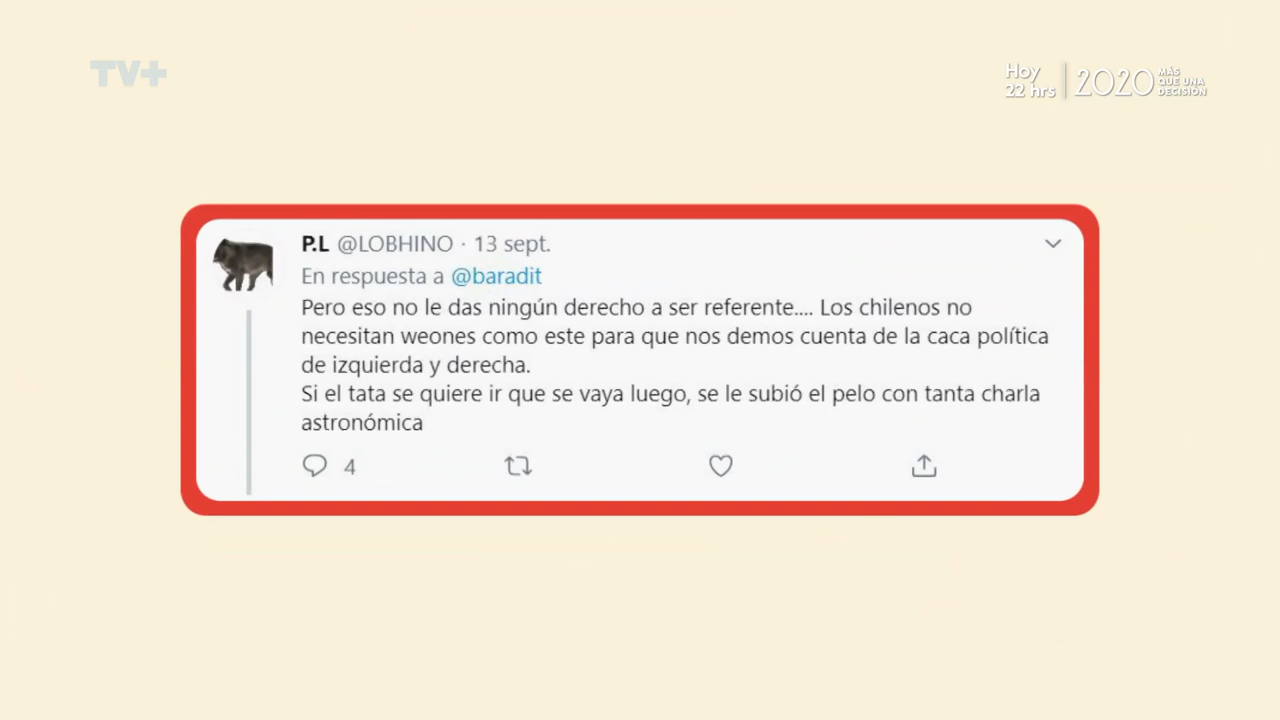 TV+
Hoy
22 hrs
2020
MÁS
QUE UNA
DECISIÓN
P.L @LOBHINO · 13 sept.
En respuesta a @baradit
Pero eso no le das ningún derecho a ser referente.... Los chilenos no
necesitan weones como este para que nos demos cuenta de la caca política
de izquierda y derecha.
Si el tata se quiere ir que se vaya luego, se le subió el pelo con tanta charla
astronómica
4